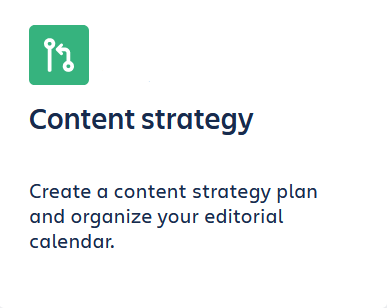 Content strategy
Create a content strategy plan
and organize your editorial
calendar.